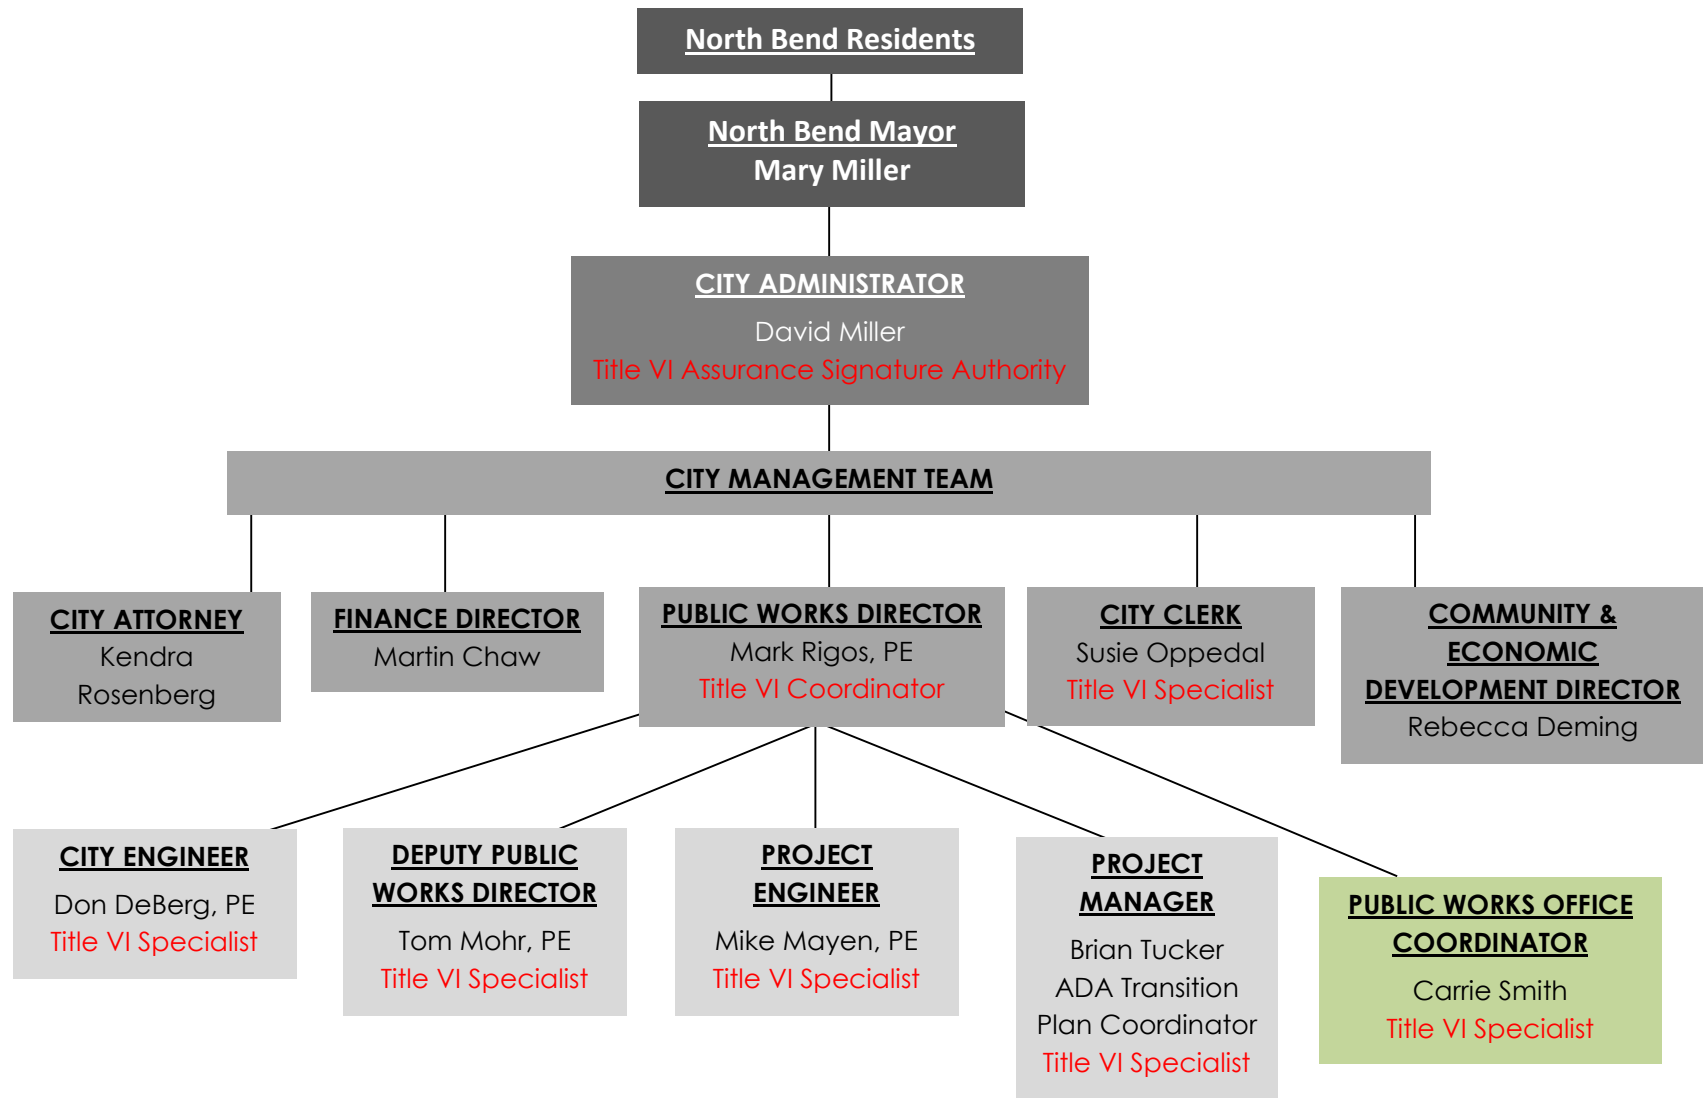 North Bend Residents
North Bend Mayor
Mary Miller
CITY ADMINISTRATOR
David Miller
Title VI Assurance Signature Authority
CITY MANAGEMENT TEAM
CITY ATTORNEY
Kendra
Rosenberg
FINANCE DIRECTOR
Martin Chaw
PUBLIC WORKS DIRECTOR
Mark Rigos, PE
Title VI Coordinator
CITY CLERK
Susie Oppedal
Title VI Specialist
COMMUNITY &
ECONOMIC
DEVELOPMENT DIRECTOR
Rebecca Deming
CITY ENGINEER
Don DeBerg, PE
Title VI Specialist
DEPUTY PUBLIC
WORKS DIRECTOR
Tom Mohr, PE
Title VI Specialist
PROJECT
ENGINEER
Mike Mayen, PE
Title VI Specialist
PROJECT
MANAGER
Brian Tucker
ADA Transition
Plan Coordinator
Title VI Specialist
PUBLIC WORKS OFFICE
COORDINATOR
Carrie Smith
Title VI Specialist